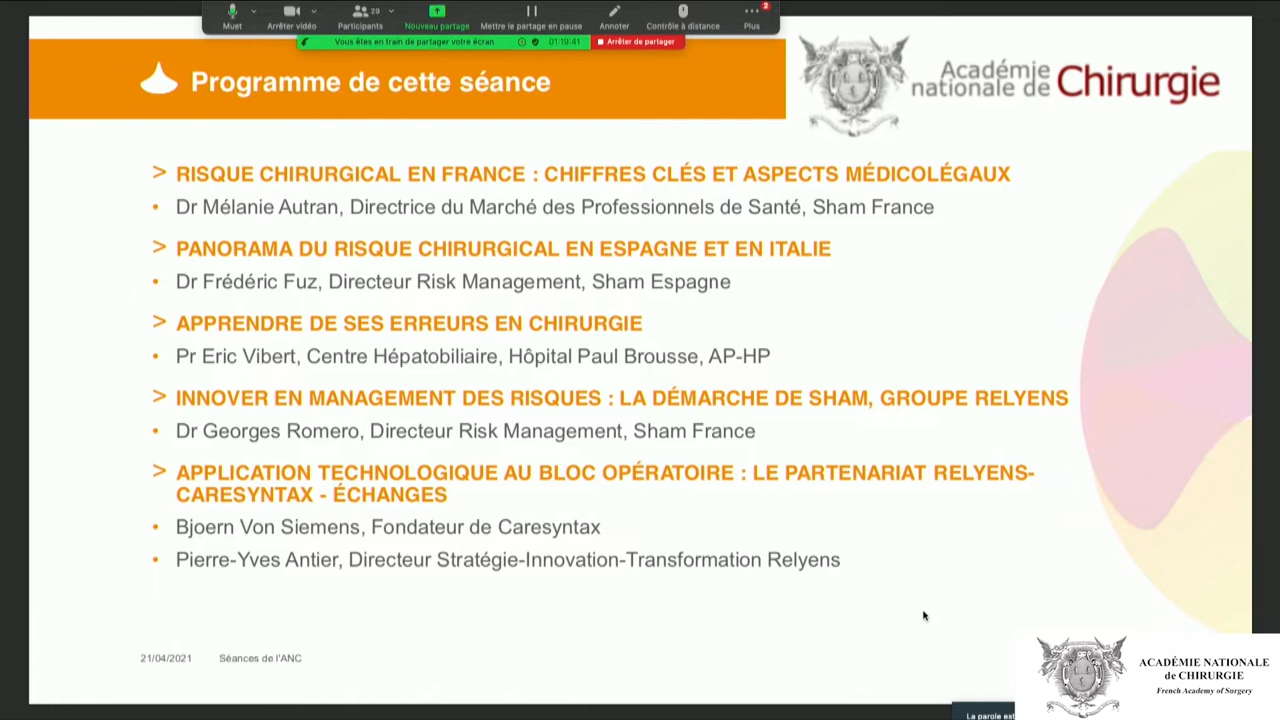 Muet
Arrêter vidéo
20
Participants
Nouveau partage
Mettre le partage en pause
Annoter
Contrôle à distance
2
Plus
Vous êtes en train de partager votre écran
01:19:41
Arrêter de partager
Programme de cette séance
Académie
nationale de Chirurgie
> RISQUE CHIRURGICAL EN FRANCE : CHIFFRES CLÉS ET ASPECTS MÉDICOLÉGAUX
• Dr Mélanie Autran, Directrice du Marché des Professionnels de Santé, Sham France
> PANORAMA DU RISQUE CHIRURGICAL EN ESPAGNE ET EN ITALIE
• Dr Frédéric Fuz, Directeur Risk Management, Sham Espagne
> APPRENDRE DE SES ERREURS EN CHIRURGIE
• Pr Eric Vibert, Centre Hépatobiliaire, Hôpital Paul Brousse, AP-HP
> INNOVER EN MANAGEMENT DES RISQUES : LA DÉMARCHE DE SHAM, GROUPE RELYENS
• Dr Georges Romero, Directeur Risk Management, Sham France
> APPLICATION TECHNOLOGIQUE AU BLOC OPÉRATOIRE : LE PARTENARIAT RELYENS-
CARESYNTAX - ÉCHANGES
• Bjoern Von Siemens, Fondateur de Caresyntax
• Pierre-Yves Antier, Directeur Stratégie-Innovation-Transformation Relyens
21/04/2021 Séances de l'ANC
ACADÉMIE NATIONALE
de CHIRURGIE
French Academy of Surgery
La parole est